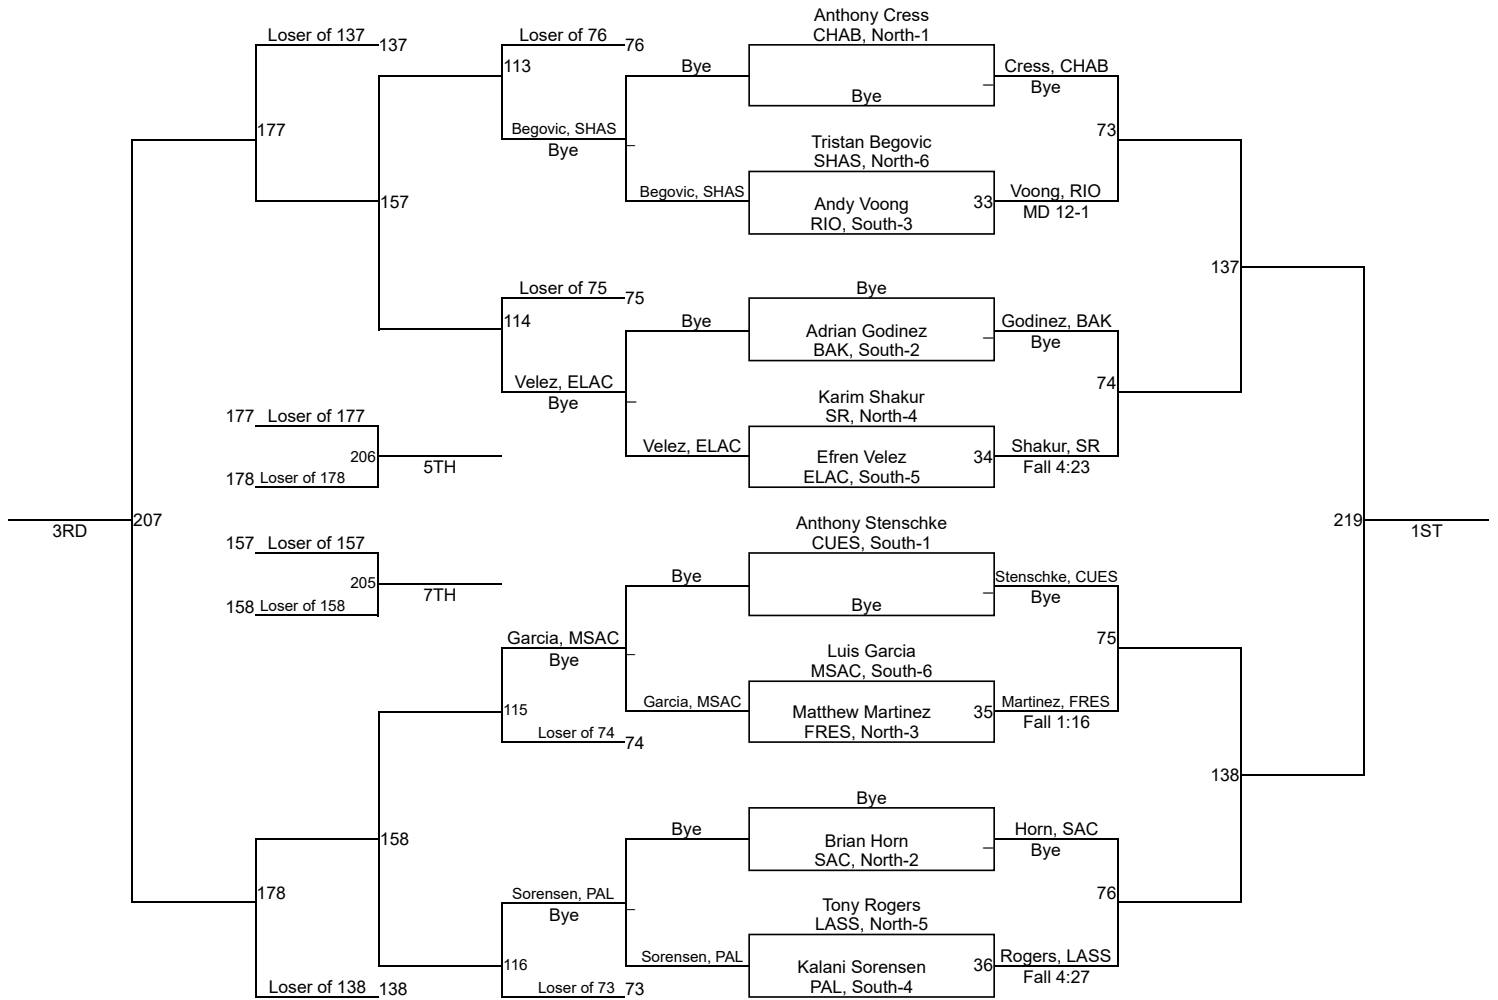 Anthony Cress
CHAB, North-1
Loser of 137 137
Loser of 76 76
113
Bye
Cress, CHAB
Bye
Bye
177
Begovic, SHAS
Bye
Tristan Begovic
SHAS, North-6
73
157
Begovic, SHAS
Andy Voong
RIO, South-3
33
Voong, RIO
MD 12-1
137
Loser of 75 75
Bye
114
Bye
Adrian Godinez
BAK, South-2
Godinez, BAK
Bye
Velez, ELAC
Bye
74
Karim Shakur
SR, North-4
177 Loser of 177
206
5TH
178 Loser of 178
Velez, ELAC
Efren Velez
ELAC, South-5
34
Shakur, SR
Fall 4:23
3RD
207
219
1ST
Anthony Stenschke
CUES, South-1
157 Loser of 157
205
7TH
158 Loser of 158
Bye
Bye
Stenschke, CUES
Bye
Garcia, MSAC
Bye
75
Luis Garcia
MSAC, South-6
115
Loser of 74 74
Garcia, MSAC
Matthew Martinez
FRES, North-3
35
Martinez, FRES
Fall 1:16
138
Bye
158
Bye
Brian Horn
SAC, North-2
Horn, SAC
Bye
178
Sorensen, PAL
Bye
76
Tony Rogers
LASS, North-5
116
Sorensen, PAL
Kalani Sorensen
PAL, South-4
36
Rogers, LASS
Fall 4:27
Loser of 138 138
Loser of 73 73